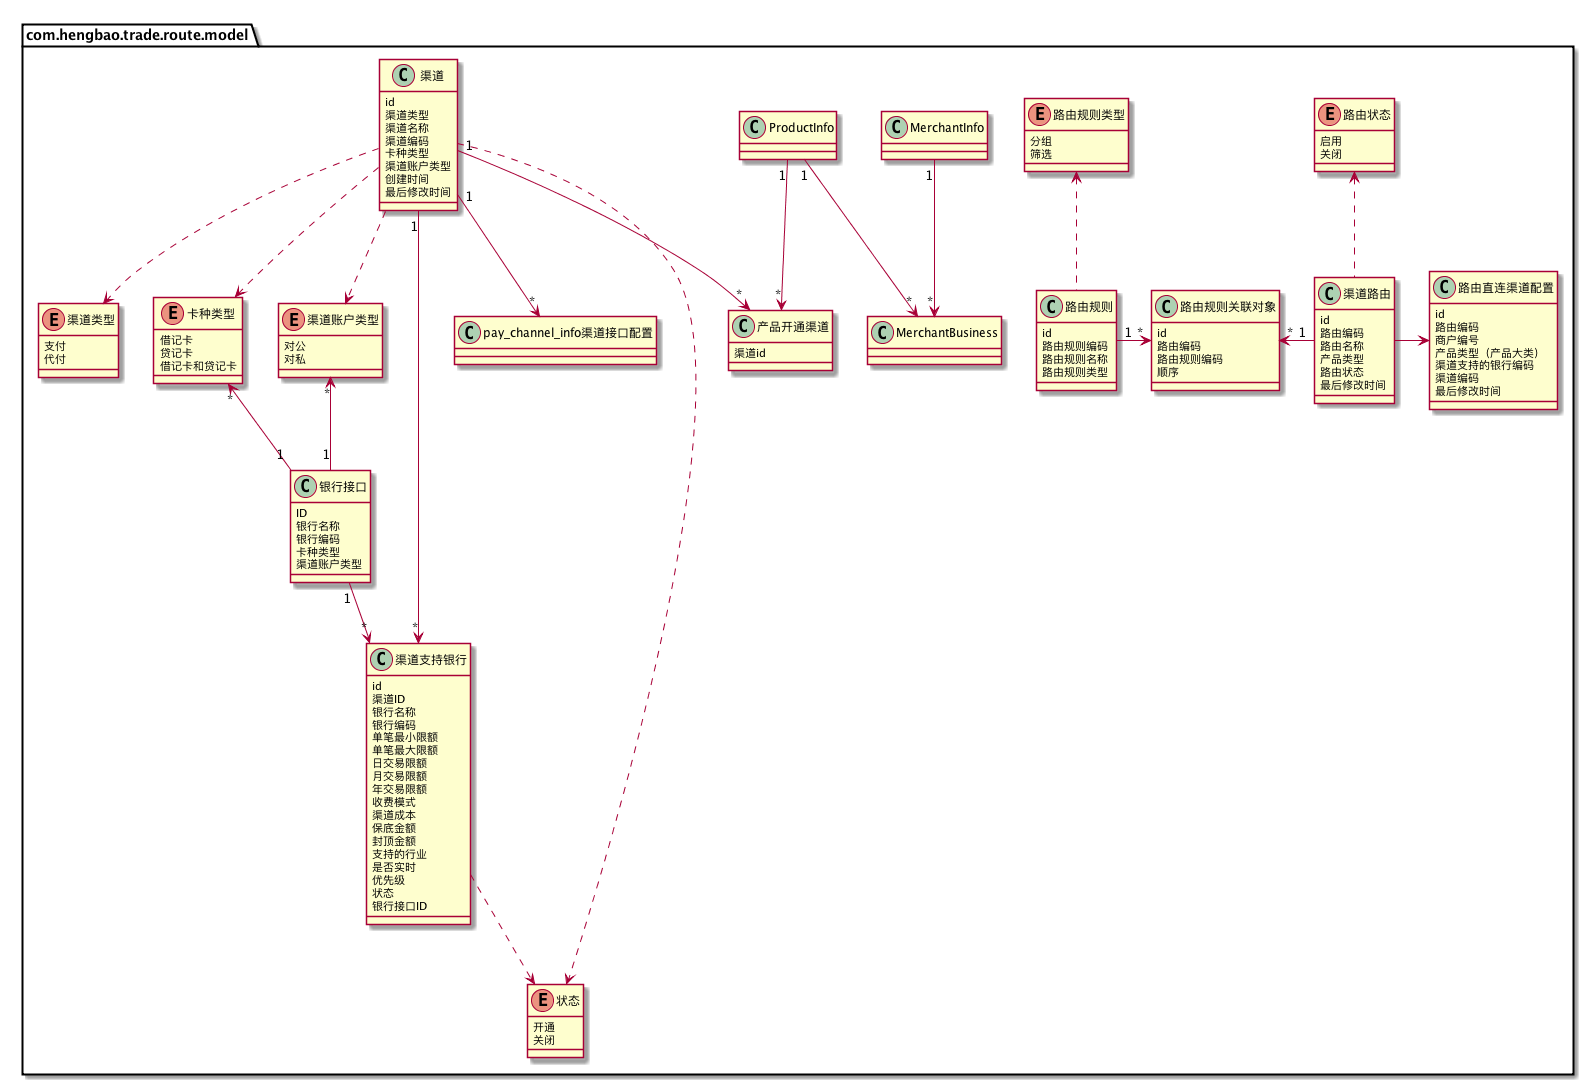 com.hengbao.trade.route.model
C 渠道
id
渠道类型
渠道名称
渠道编码
卡种类型
渠道账户类型
创建时间
最后修改时间
C ProductInfo
C MerchantInfo
E 路由规则类型
分组
筛选
E 路由状态
启用
关闭
1
1
1
1
1
1
E 渠道类型
支付
代付
E 卡种类型
借记卡
贷记卡
借记卡和贷记卡
E 渠道账户类型
对公
对私
*
C pay_channel_info渠道接口配置
*
*
C 产品开通渠道
渠道id
*
*
C MerchantBusiness
C 路由规则
id
路由规则编码
路由规则名称
路由规则类型
1
*
C 路由规则关联对象
id
路由编码
路由规则编码
顺序
*
1
C 渠道路由
id
路由编码
路由名称
产品类型
路由状态
最后修改时间
C 路由直连渠道配置
id
路由编码
商户编号
产品类型（产品大类）
渠道支持的银行编码
渠道编码
最后修改时间
*
*
1
1
C 银行接口
ID
银行名称
银行编码
卡种类型
渠道账户类型
1
*
*
C 渠道支持银行
id
渠道ID
银行名称
银行编码
单笔最小限额
单笔最大限额
日交易限额
月交易限额
年交易限额
收费模式
渠道成本
保底金额
封顶金额
支持的行业
是否实时
优先级
状态
银行接口ID
E 状态
开通
关闭